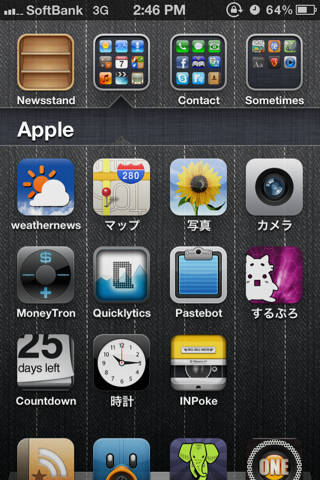 SoftBank 3G 2:46 PM 63%
Newsstand Contact Sometimes
Apple
280
weathernews マップ 写真 カメラ
MoneyTron Quicklytics Pastebot するぷろ
25
days left
Countdown 時計 INPoke
ONE